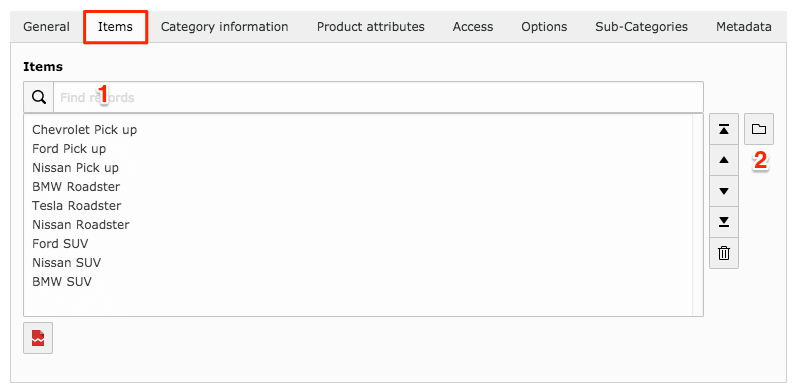 General Items Category information Product attributes Access Options Sub-Categories Metadata
Items
Find records
1
Chevrolet Pick up
Ford Pick up
Nissan Pick up
2
BMW Roadster
Tesla Roadster
Nissan Roadster
Ford SUV
Nissan SUV
BMW SUV